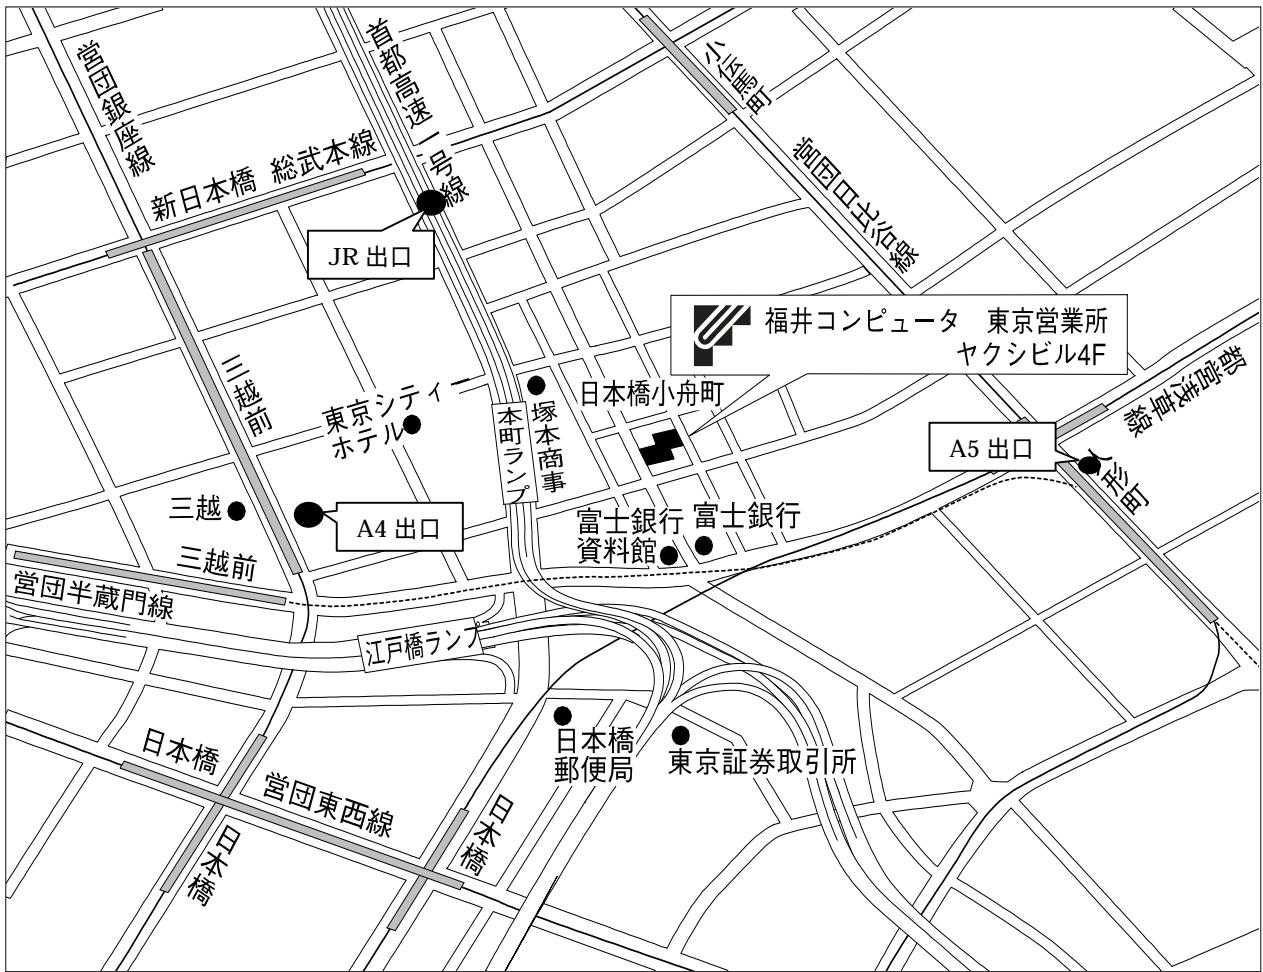 営団銀座線
首都高速一号線
小伝馬町
営団日比谷線
新日本橋 総武本線
JR 出口
福井コンピュータ 東京営業所
ヤクシビル4F
日本橋小舟町
都営浅草線
三越前
東京シティー
ホテル
本町ランプ
塚本商事
A5 出口
人形町
三越
A4 出口
富士銀行
資料館
富士銀行
三越前
営団半蔵門線
江戸橋ランプ
日本橋
日本橋
郵便局
東京証券取引所
営団東西線
日本橋
日本橋